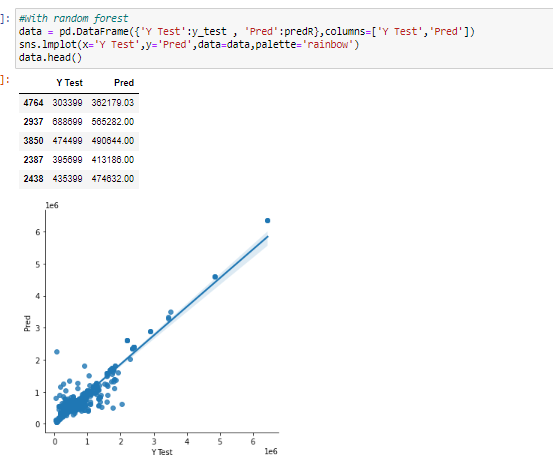 ]: #With random forest
data = pd.DataFrame({'Y Test':y_test , 'Pred':predR},columns=['Y Test','Pred'])
sns.lmplot(x='Y Test',y='Pred',data=data,palette='rainbow')
data.head()
]:
Y Test Pred
4764 303399 362179.03
2937 688699 565282.00
3850 474499 490644.00
2387 395699 413186.00
2438 435399 474632.00
1e6
6
5
4
3
2
1
0
Pred
0 1 2 3 4 5 6
Y Test
1e6